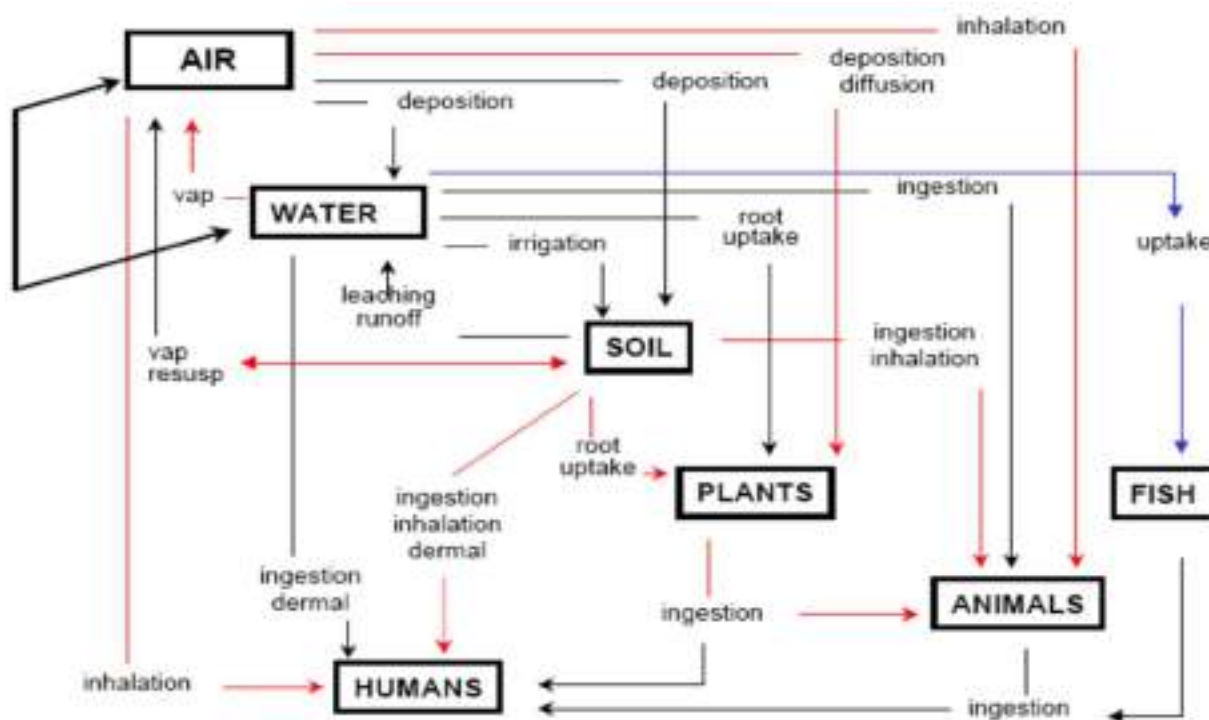 inhalation
AIR
deposition
diffusion
deposition
deposition
vap
WATER
ingestion
root
uptake
irrigation
uptake
leaching
runoff
SOIL
ingestion
inhalation
vap
resusp
root
uptake
PLANTS
FISH
ingestion
inhalation
dermal
ingestion
dermal
ingestion
ANIMALS
inhalation
HUMANS
ingestion